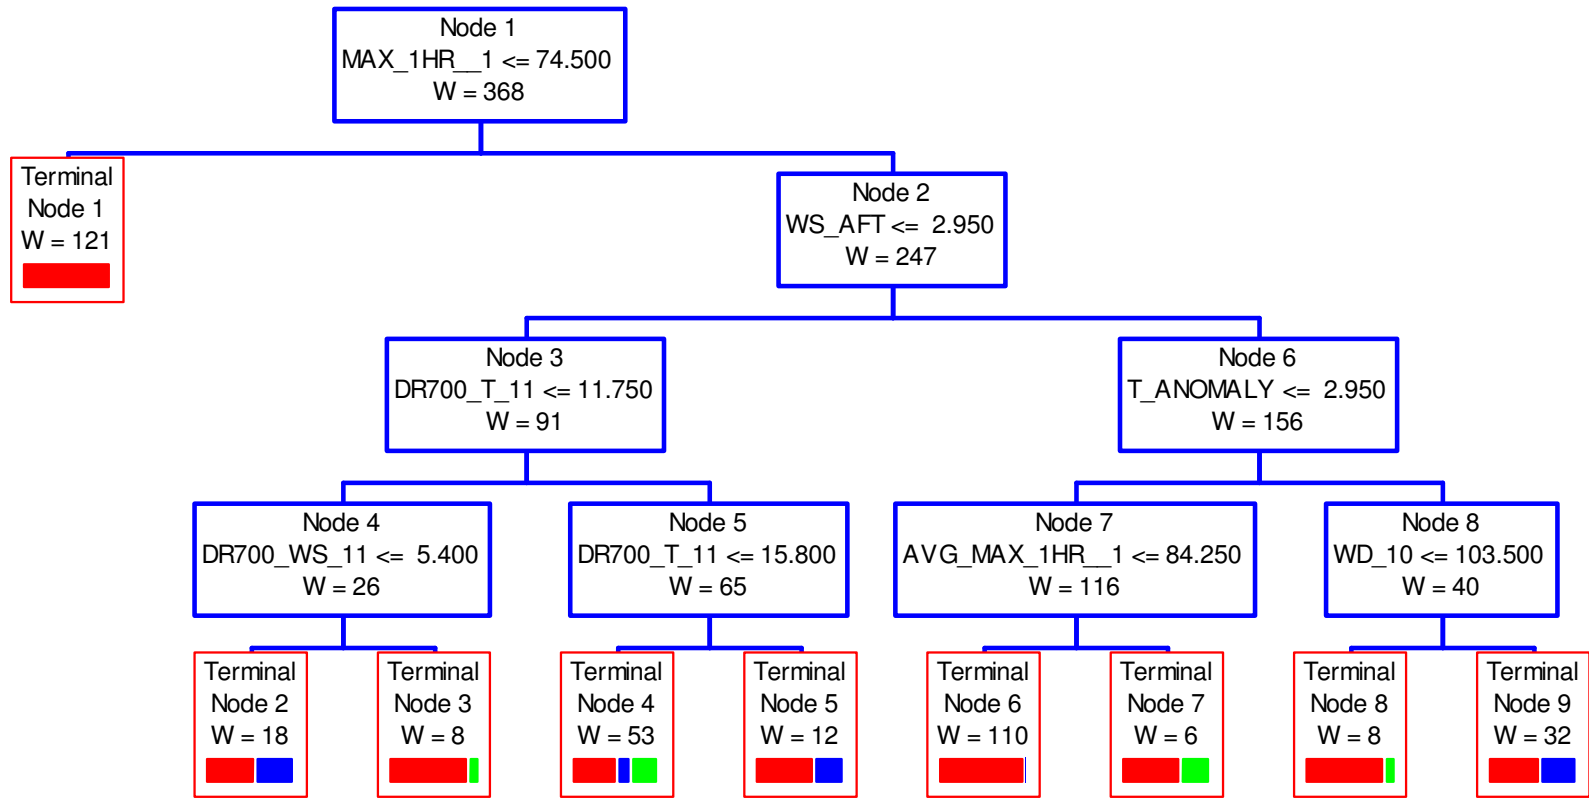 Node 1
MAX_1HR__1 <= 74.500
W = 368
Terminal
Node 1
W = 121
Node 2
WS_AFT <= 2.950
W = 247
Node 3
DR700_T_11 <= 11.750
W = 91
Node 6
T_ANOMALY <= 2.950
W = 156
Node 4
DR700_WS_11 <= 5.400
W = 26
Node 5
DR700_T_11 <= 15.800
W = 65
Node 7
AVG_MAX_1HR__1 <= 84.250
W = 116
Node 8
WD_10 <= 103.500
W = 40
Terminal
Node 2
W = 18
Terminal
Node 3
W = 8
Terminal
Node 4
W = 53
Terminal
Node 5
W = 12
Terminal
Node 6
W = 110
Terminal
Node 7
W = 6
Terminal
Node 8
W = 8
Terminal
Node 9
W = 32